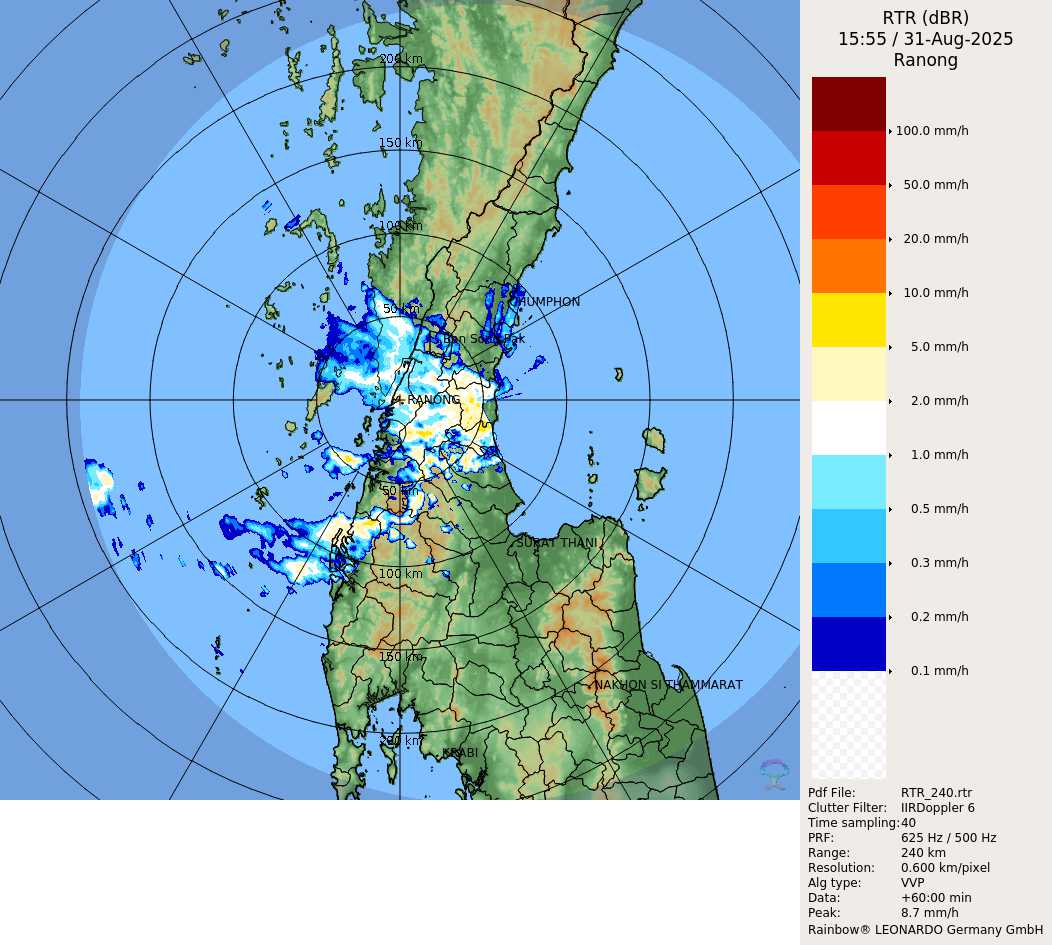 RTR (dBR)
15:55 / 31-Aug-2025
Ranong
200 km
150 km
100 km
50 km
CHUMPHON
RANONG
50 km
SURAT THANI
100 km
150 km
NAKHON SI THAMMARAT
200 km
KRABI
100.0 mm/h
50.0 mm/h
20.0 mm/h
10.0 mm/h
5.0 mm/h
2.0 mm/h
1.0 mm/h
0.5 mm/h
0.3 mm/h
0.2 mm/h
0.1 mm/h
Pdf File: RTR_240.rtr
Clutter Filter: IIRDoppler 6
Time sampling:40
PRF: 625 Hz / 500 Hz
Range: 240 km
Resolution: 0.600 km/pixel
Alg type: VVP
Data: +60:00 min
Peak: 8.7 mm/h
Rainbow® LEONARDO Germany GmbH